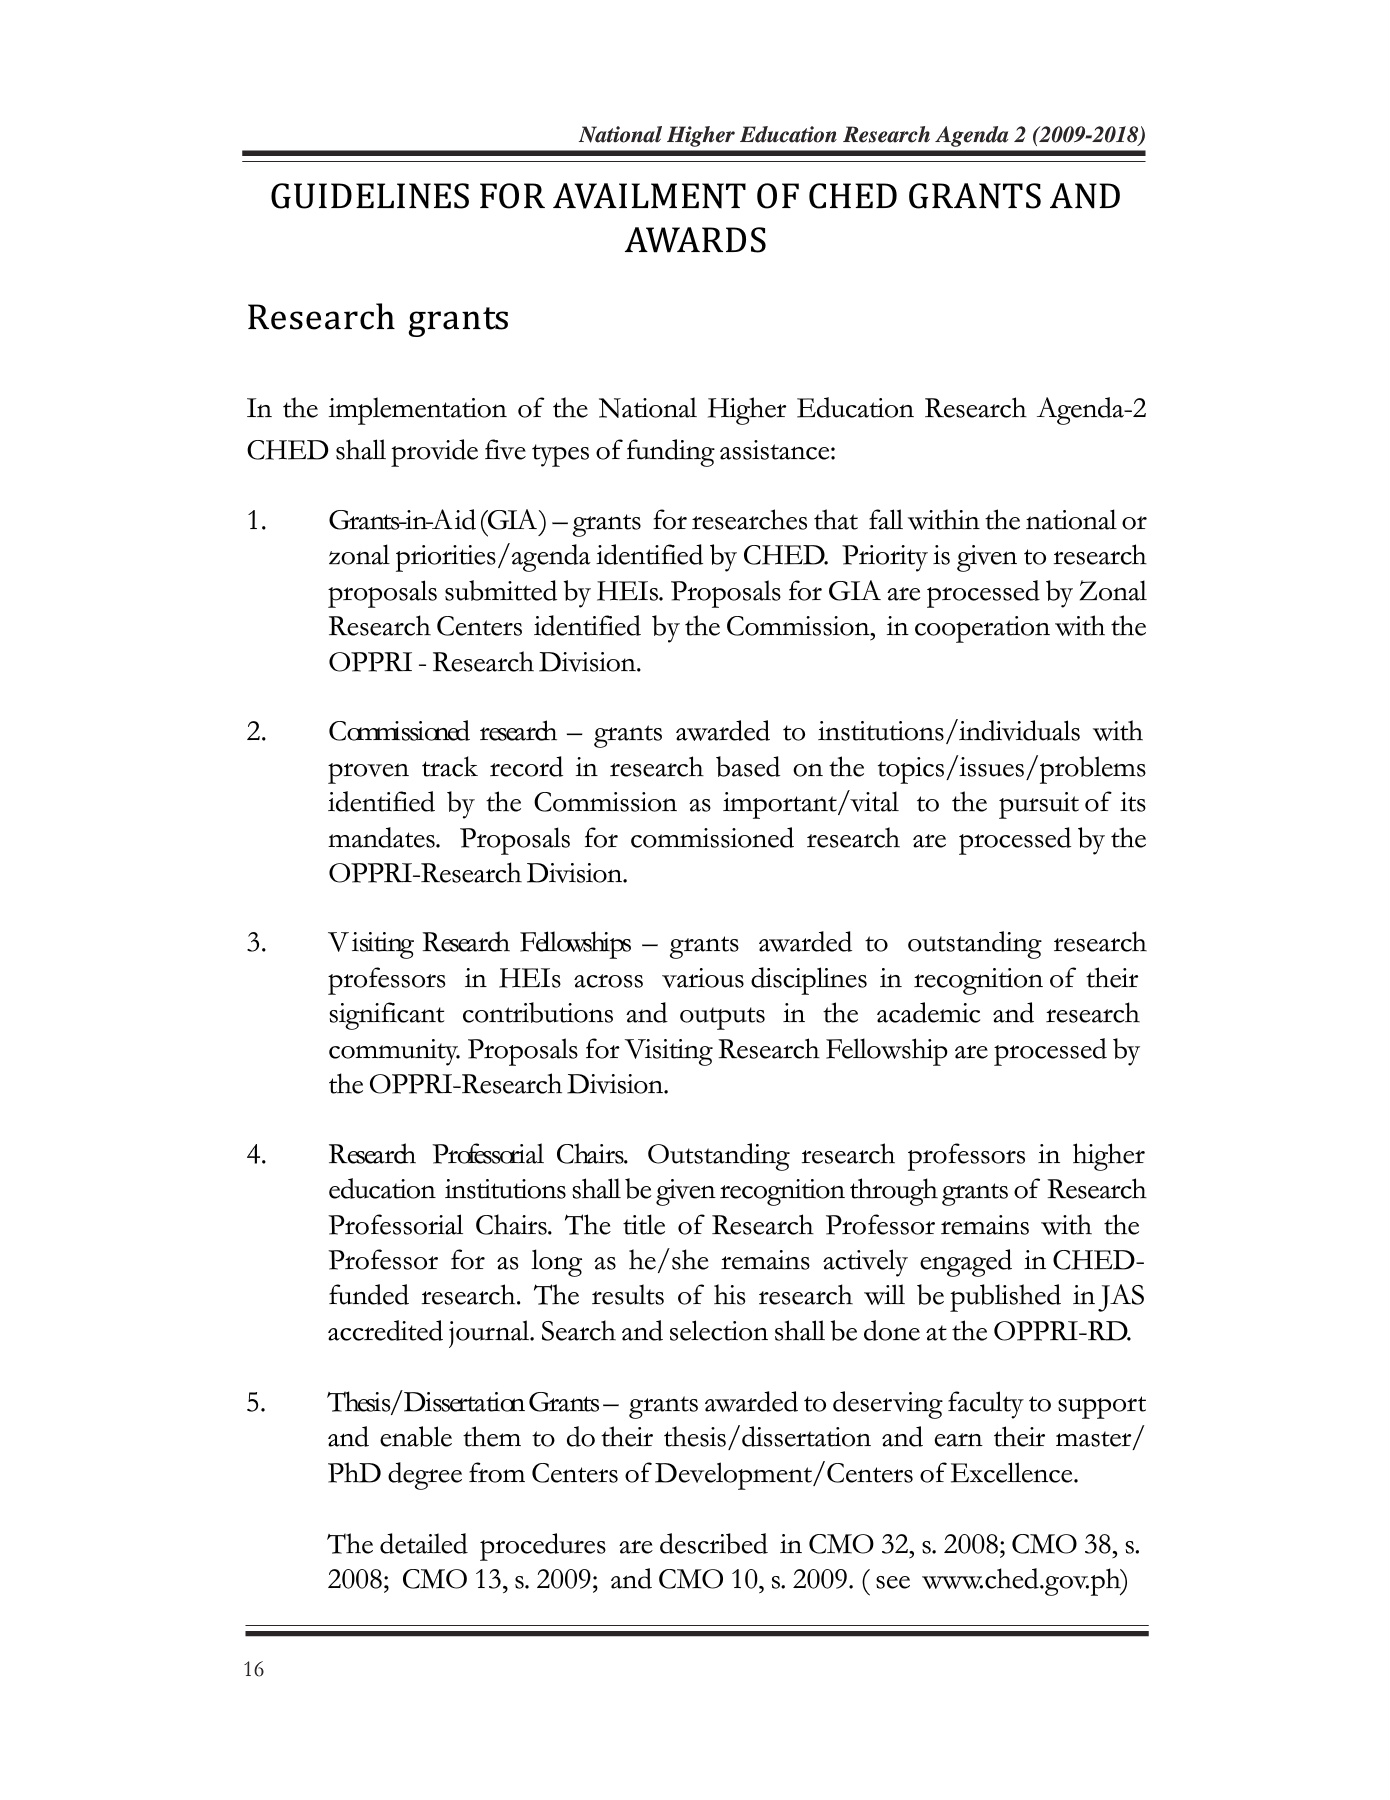 National Higher Education Research Agenda 2 (2009-2018)
GUIDELINES FOR AVAILMENT OF CHED GRANTS AND
AWARDS
Research grants
In the implementation of the National Higher Education Research Agenda-2
CHED shall provide five types of funding assistance:
1. Grants-in-Aid (GIA) – grants for researches that fall within the national or
zonal priorities/agenda identified by CHED. Priority is given to research
proposals submitted by HEIs. Proposals for GIA are processed by Zonal
Research Centers identified by the Commission, in cooperation with the
OPPRI - Research Division.
2. Commissioned research – grants awarded to institutions/individuals with
proven track record in research based on the topics/issues/problems
identified by the Commission as important/vital to the pursuit of its
mandates. Proposals for commissioned research are processed by the
OPPRI-Research Division.
3. Visiting Research Fellowships – grants awarded to outstanding research
professors in HEIs across various disciplines in recognition of their
significant contributions and outputs in the academic and research
community. Proposals for Visiting Research Fellowship are processed by
the OPPRI-Research Division.
4. Research Professorial Chairs. Outstanding research professors in higher
education institutions shall be given recognition through grants of Research
Professorial Chairs. The title of Research Professor remains with the
Professor for as long as he/she remains actively engaged in CHED-
funded research. The results of his research will be published in JAS
accredited journal. Search and selection shall be done at the OPPRI-RD.
5. Thesis/Dissertation Grants – grants awarded to deserving faculty to support
and enable them to do their thesis/dissertation and earn their master/
PhD degree from Centers of Development/Centers of Excellence.
The detailed procedures are described in CMO 32, s. 2008; CMO 38, s.
2008; CMO 13, s. 2009; and CMO 10, s. 2009. ( see www.ched.gov.ph)
16